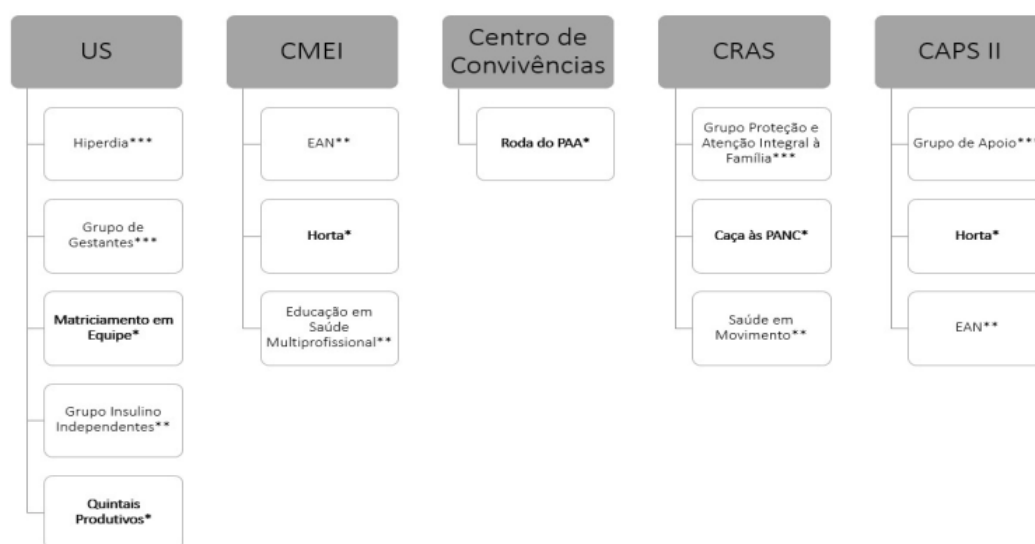 US
Hiperdia***
Grupo de
Gestantes***
Matriciamento em
Equipe*
Grupo Insulino
Independentes**
Quintais
Produtivos*
CMEI
EAN**
Horta*
Educação em
Saúde
Multiprofissional**
Centro de
Convivências
Roda do PAA*
CRAS
Grupo Proteção e
Atenção Integral à
Família***
Caça às PANC*
Saúde em
Movimento**
CAPS II
Grupo de Apoio***
Horta*
EAN**